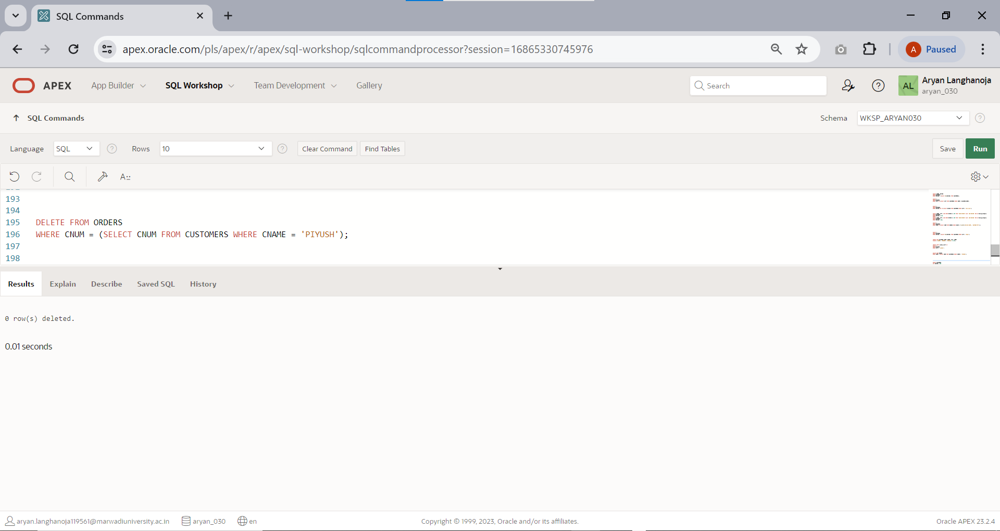 SQL Commands
apex.oracle.com/pls/apex/r/apex/sql-workshop/sqlcommandprocessor?session=16865330745976
A Paused
APEX App Builder SQL Workshop Team Development Gallery Search AL Aryan Langhanoja
aryan_030
SQL Commands Schema WKSP_ARYAN030
Language SQL Rows 10 Clear Command Find Tables Save Run
A
193
194
195 DELETE FROM ORDERS
196 WHERE CNUM = (SELECT CNUM FROM CUSTOMERS WHERE CNAME = 'PIYUSH');
197
198
Results Explain Describe Saved SQL History
0 row(s) deleted.
0.01 seconds
aryan.langhanoja119561@marwadiuniversity.ac.in aryan_030 en Copyright © 1999, 2023, Oracle and/or its affiliates. Oracle APEX 23.2.4